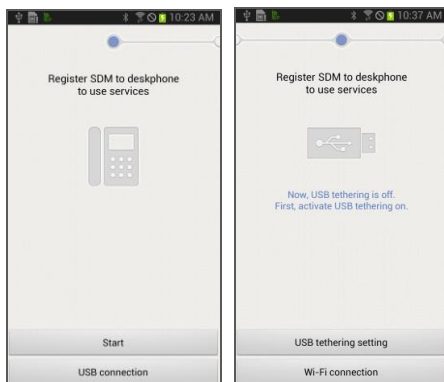 10:23 AM
Register SDM to deskphone
to use services
Start
USB connection
10:37 AM
Register SDM to deskphone
to use services
Now, USB tethering is off.
First, activate USB tethering on.
USB tethering setting
Wi-Fi connection